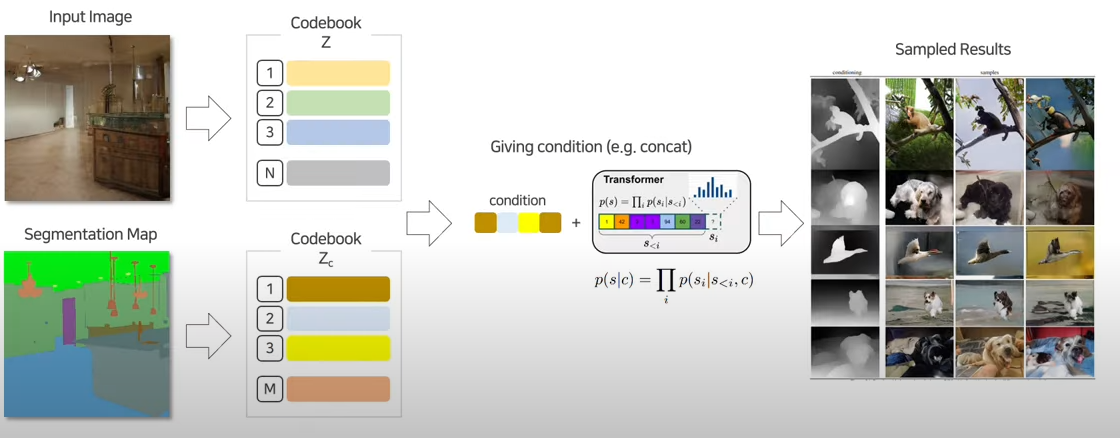 Input Image
Codebook
Z
1
2
3
N
Segmentation Map
Codebook
Z_c
1
2
3
M
Giving condition (e.g. concat)
condition
+
Transformer
p(s) = ∏_i p(s_i|s_{<i})
1 42 94 60 ?
s_{<i} s_i
p(s|c) = ∏_i p(s_i|s_{<i}, c)
Sampled Results
conditioning samples